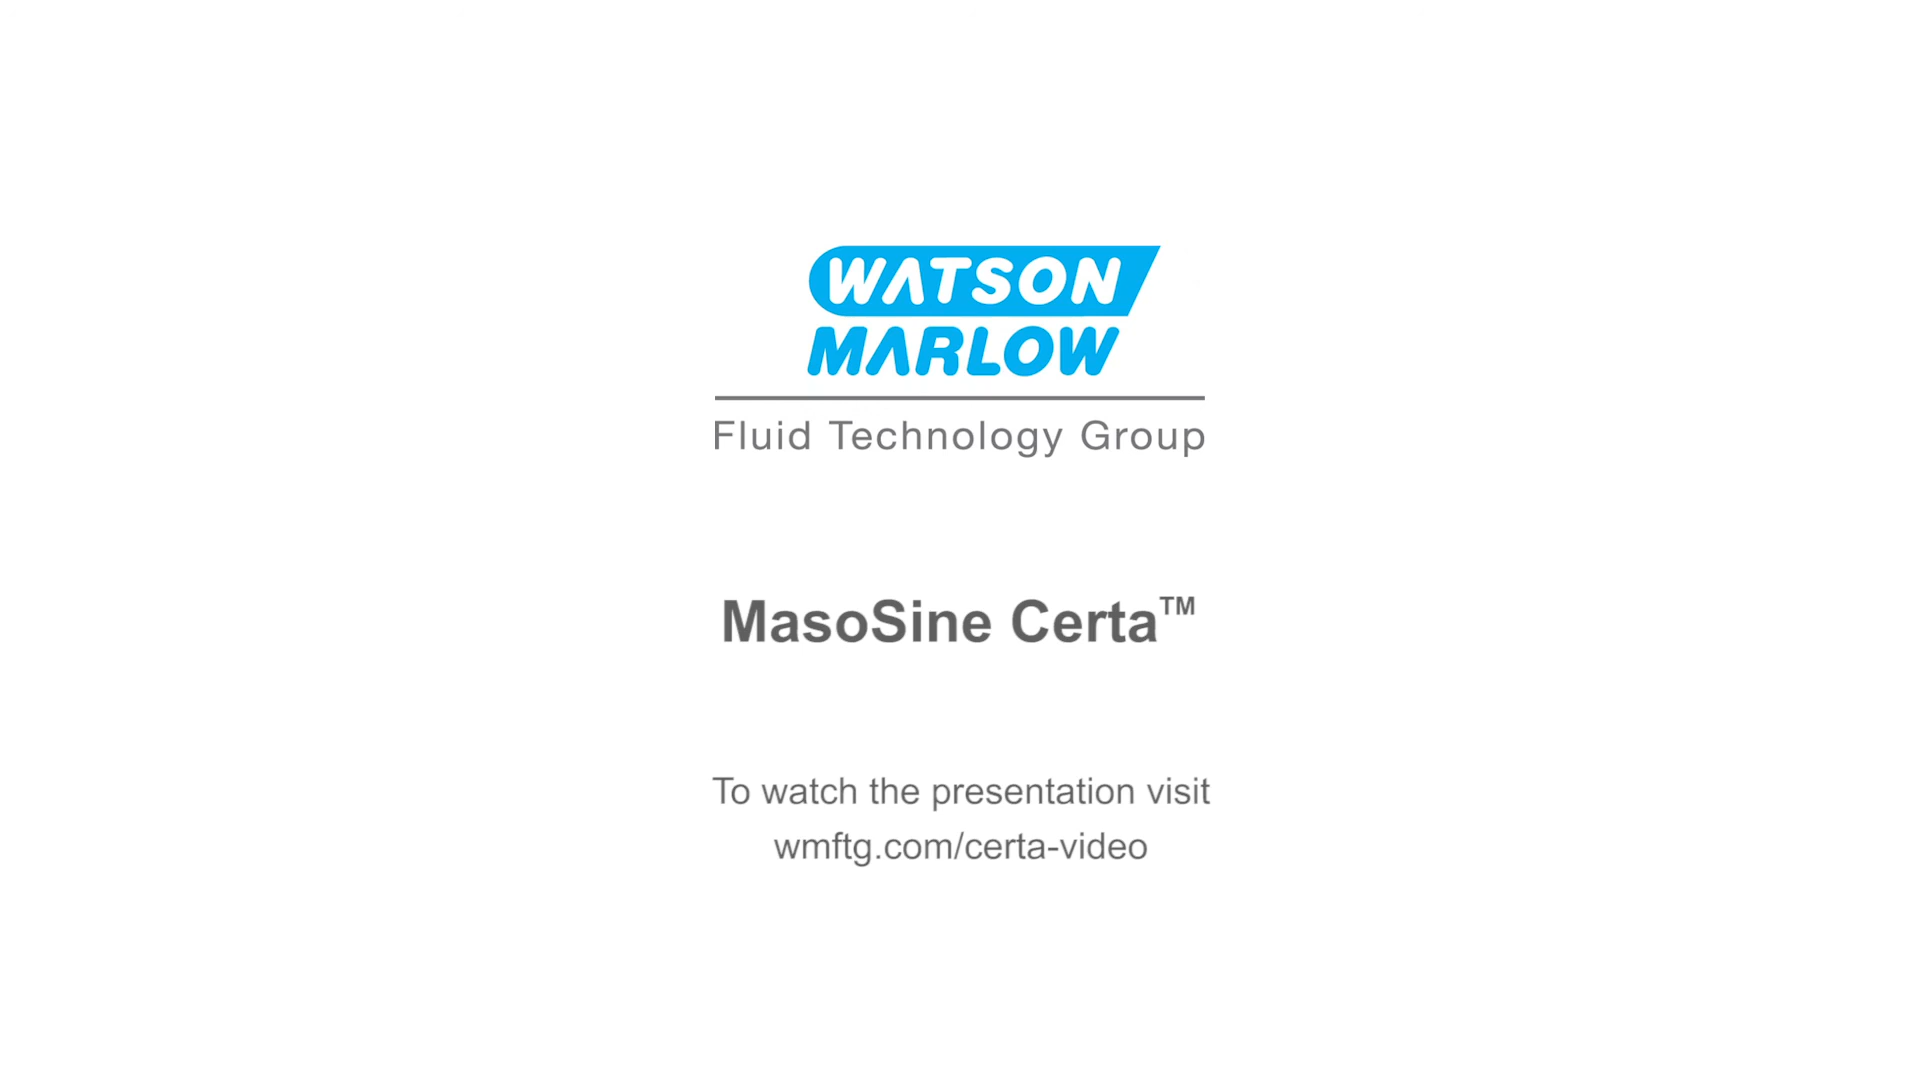 WATSON
MARLOW
Fluid Technology Group
MasoSine Certa™
To watch the presentation visit
wmftg.com/certa-video